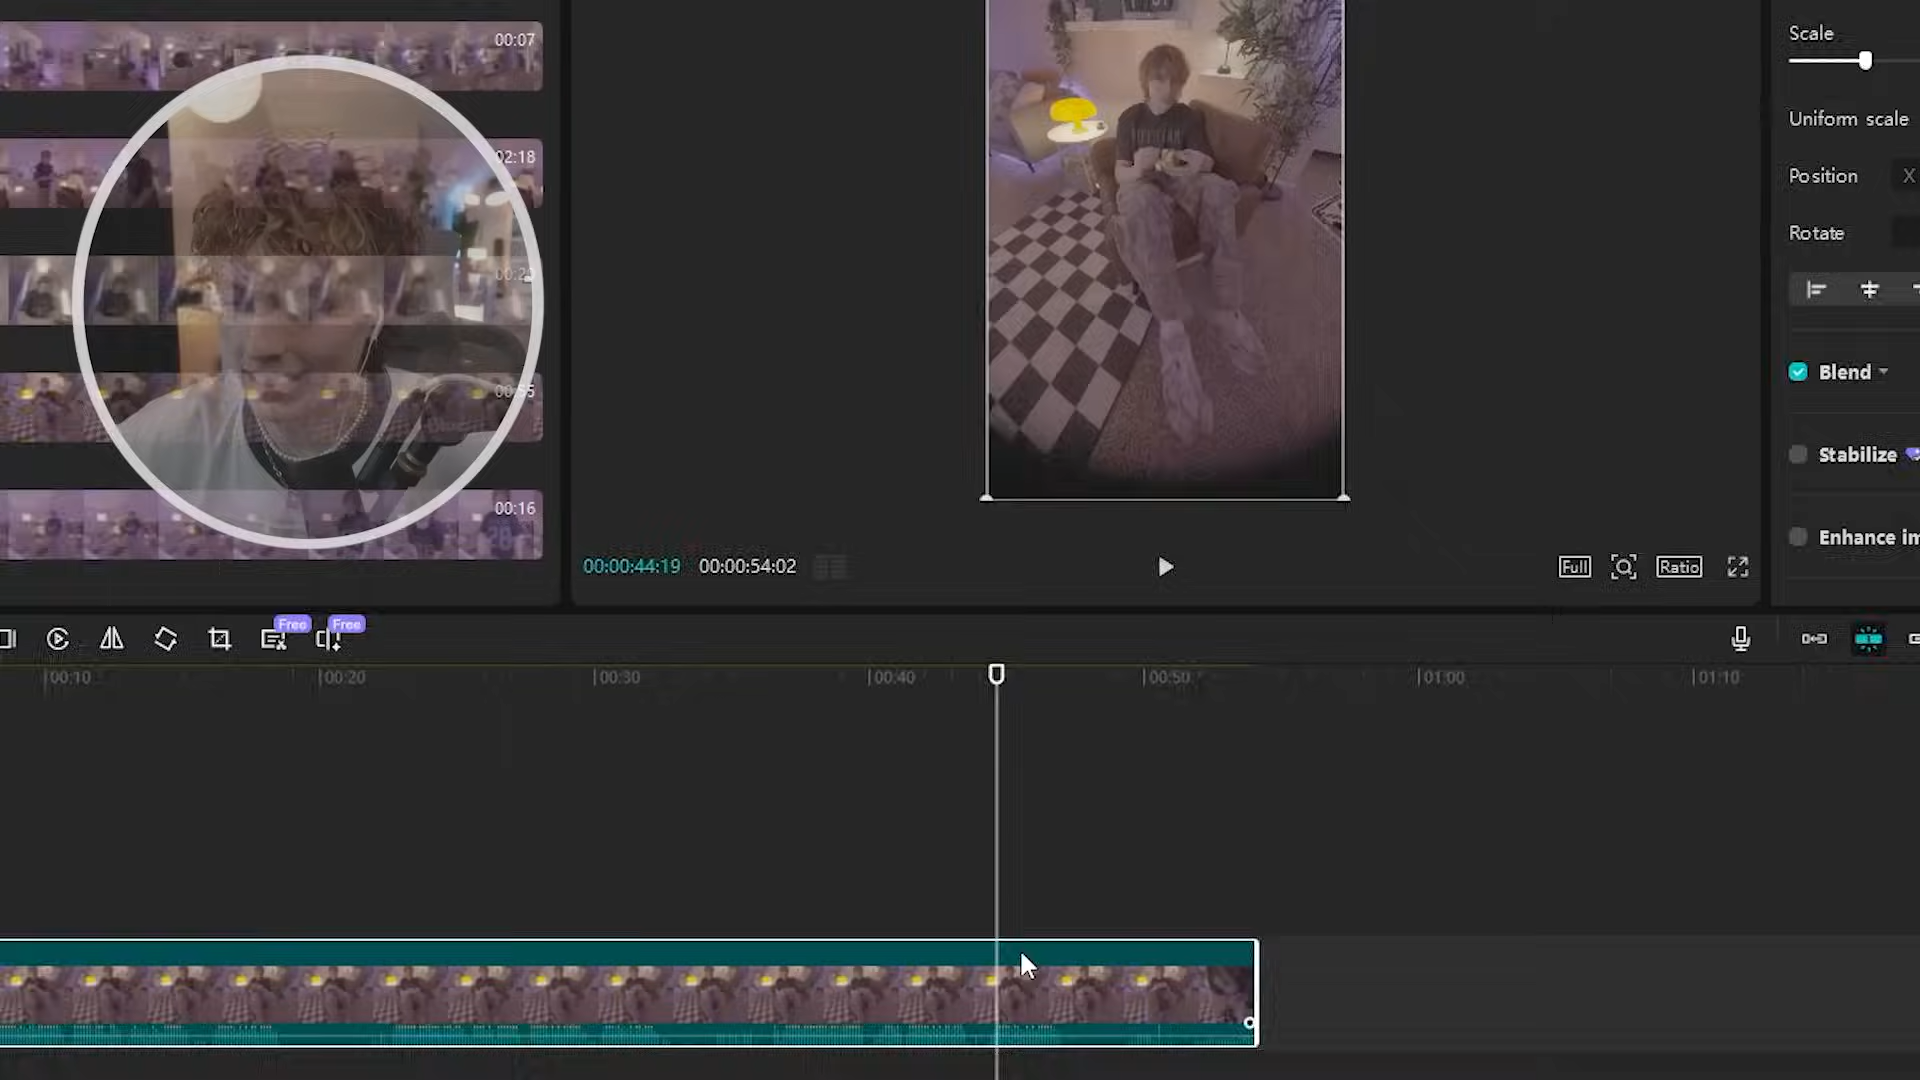 00:07
02:18
00:55
00:16
Scale
Uniform scale
Position X
Rotate
Blend
Stabilize
Enhance im
00:00:44:19 00:00:54:02
Full
Ratio
Free
Free
00:10
00:20
00:30
00:40
00:50
01:00
01:10